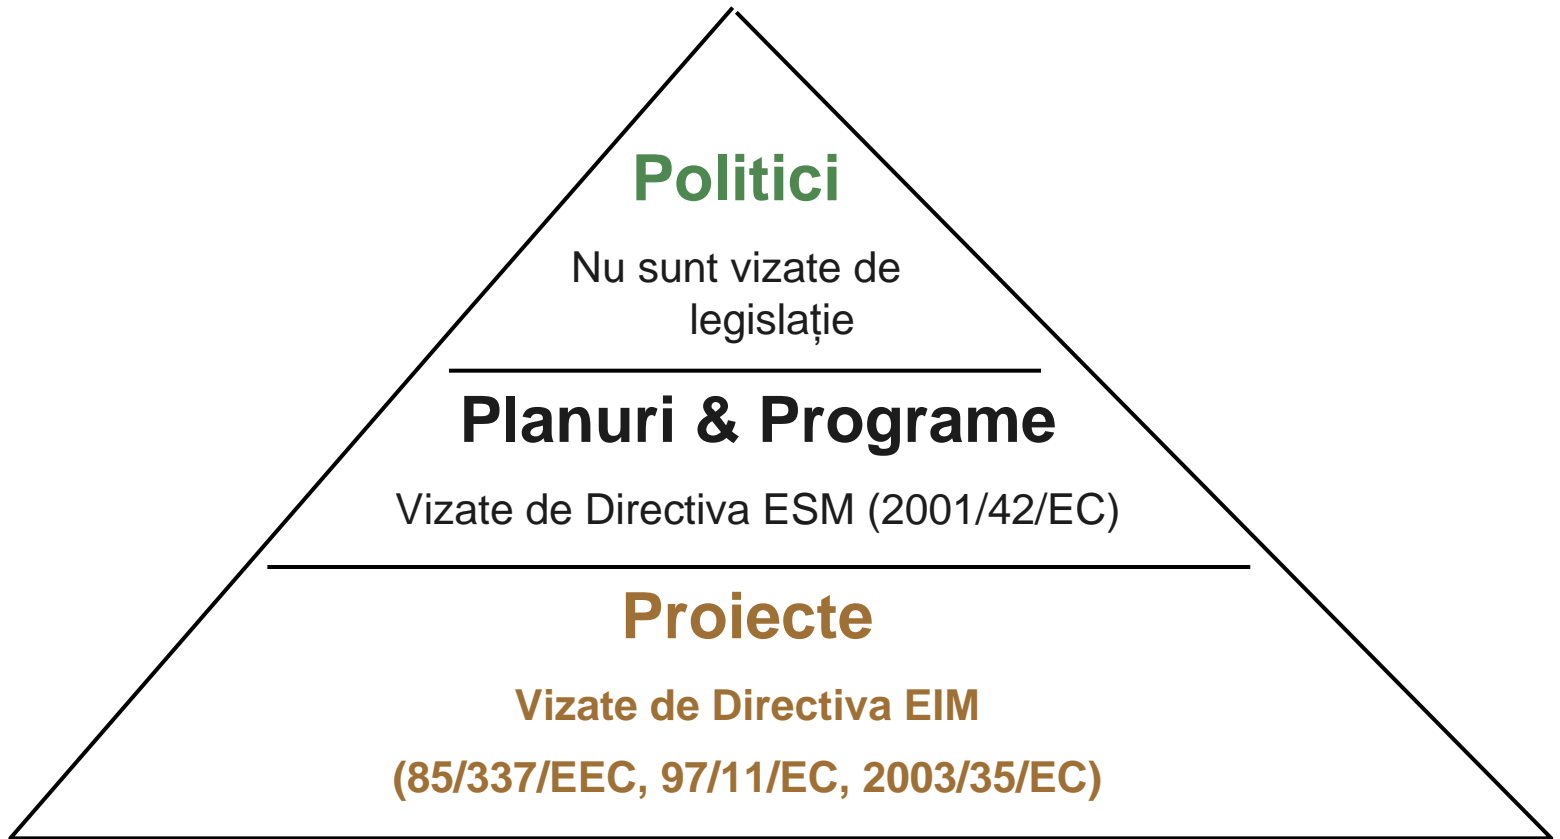 Politici
Nu sunt vizate de
legislație
Planuri & Programe
Vizate de Directiva ESM (2001/42/EC)
Proiecte
Vizate de Directiva EIM
(85/337/EEC, 97/11/EC, 2003/35/EC)